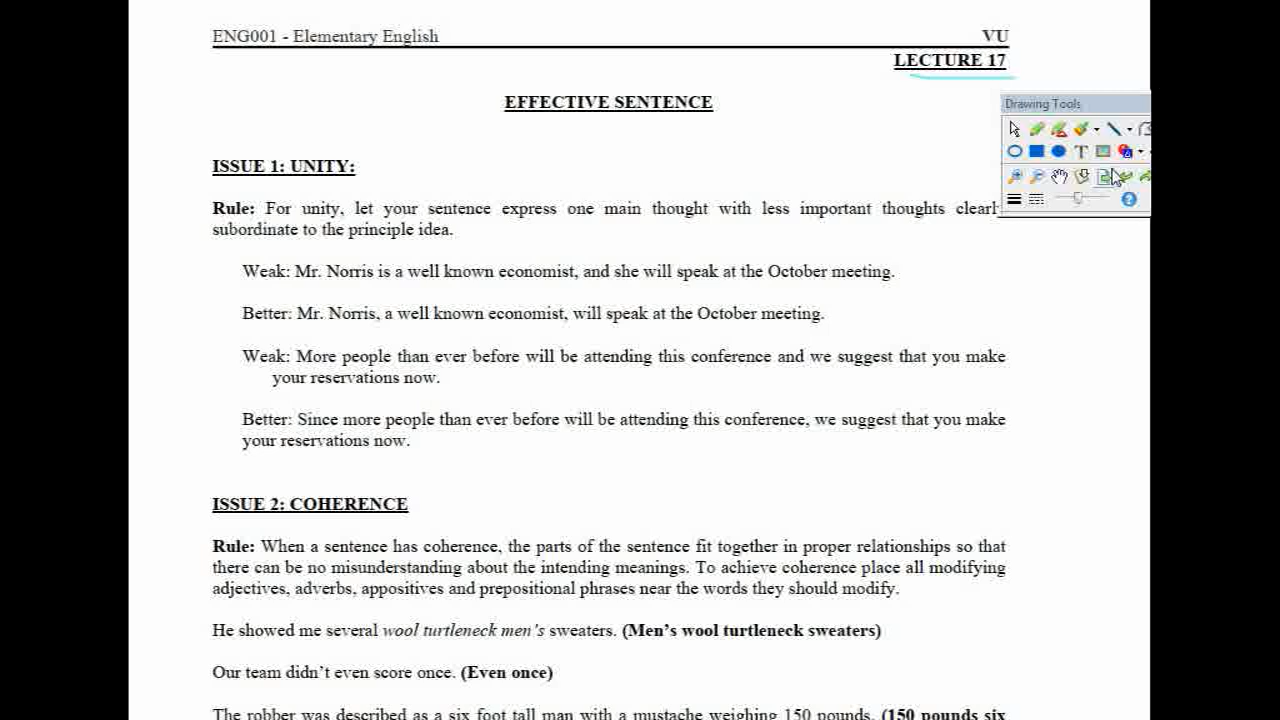 ENG001 - Elementary English VU
LECTURE 17
EFFECTIVE SENTENCE
Drawing Tools
ISSUE 1: UNITY:
Rule: For unity, let your sentence express one main thought with less important thoughts
subordinate to the principle idea.
Weak: Mr. Norris is a well known economist, and she will speak at the October meeting.
Better: Mr. Norris, a well known economist, will speak at the October meeting.
Weak: More people than ever before will be attending this conference and we suggest that you make
your reservations now.
Better: Since more people than ever before will be attending this conference, we suggest that you make
your reservations now.
ISSUE 2: COHERENCE
Rule: When a sentence has coherence, the parts of the sentence fit together in proper relationships so that
there can be no misunderstanding about the intending meanings. To achieve coherence place all modifying
adjectives, adverbs, appositives and prepositional phrases near the words they should modify.
He showed me several wool turtleneck men's sweaters. (Men's wool turtleneck sweaters)
Our team didn't even score once. (Even once)
The robber was described as a six foot tall man with a mustache weighing 150 pounds. (150 pounds six